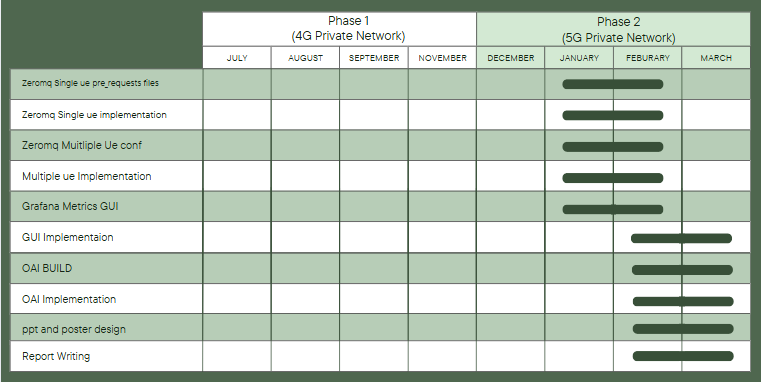 Phase 1
(4G Private Network)
Phase 2
(5G Private Network)
JULY AUGUST SEPTEMBER NOVEMBER DECEMBER JANUARY FEBURARY MARCH
Zeromq Single ue pre_requests files
Zeromq Single ue implementation
Zeromq Muitliple Ue conf
Multiple ue Implementation
Grafana Metrics GUI
GUI Implementaion
OAI BUILD
OAI Implementation
ppt and poster design
Report Writing